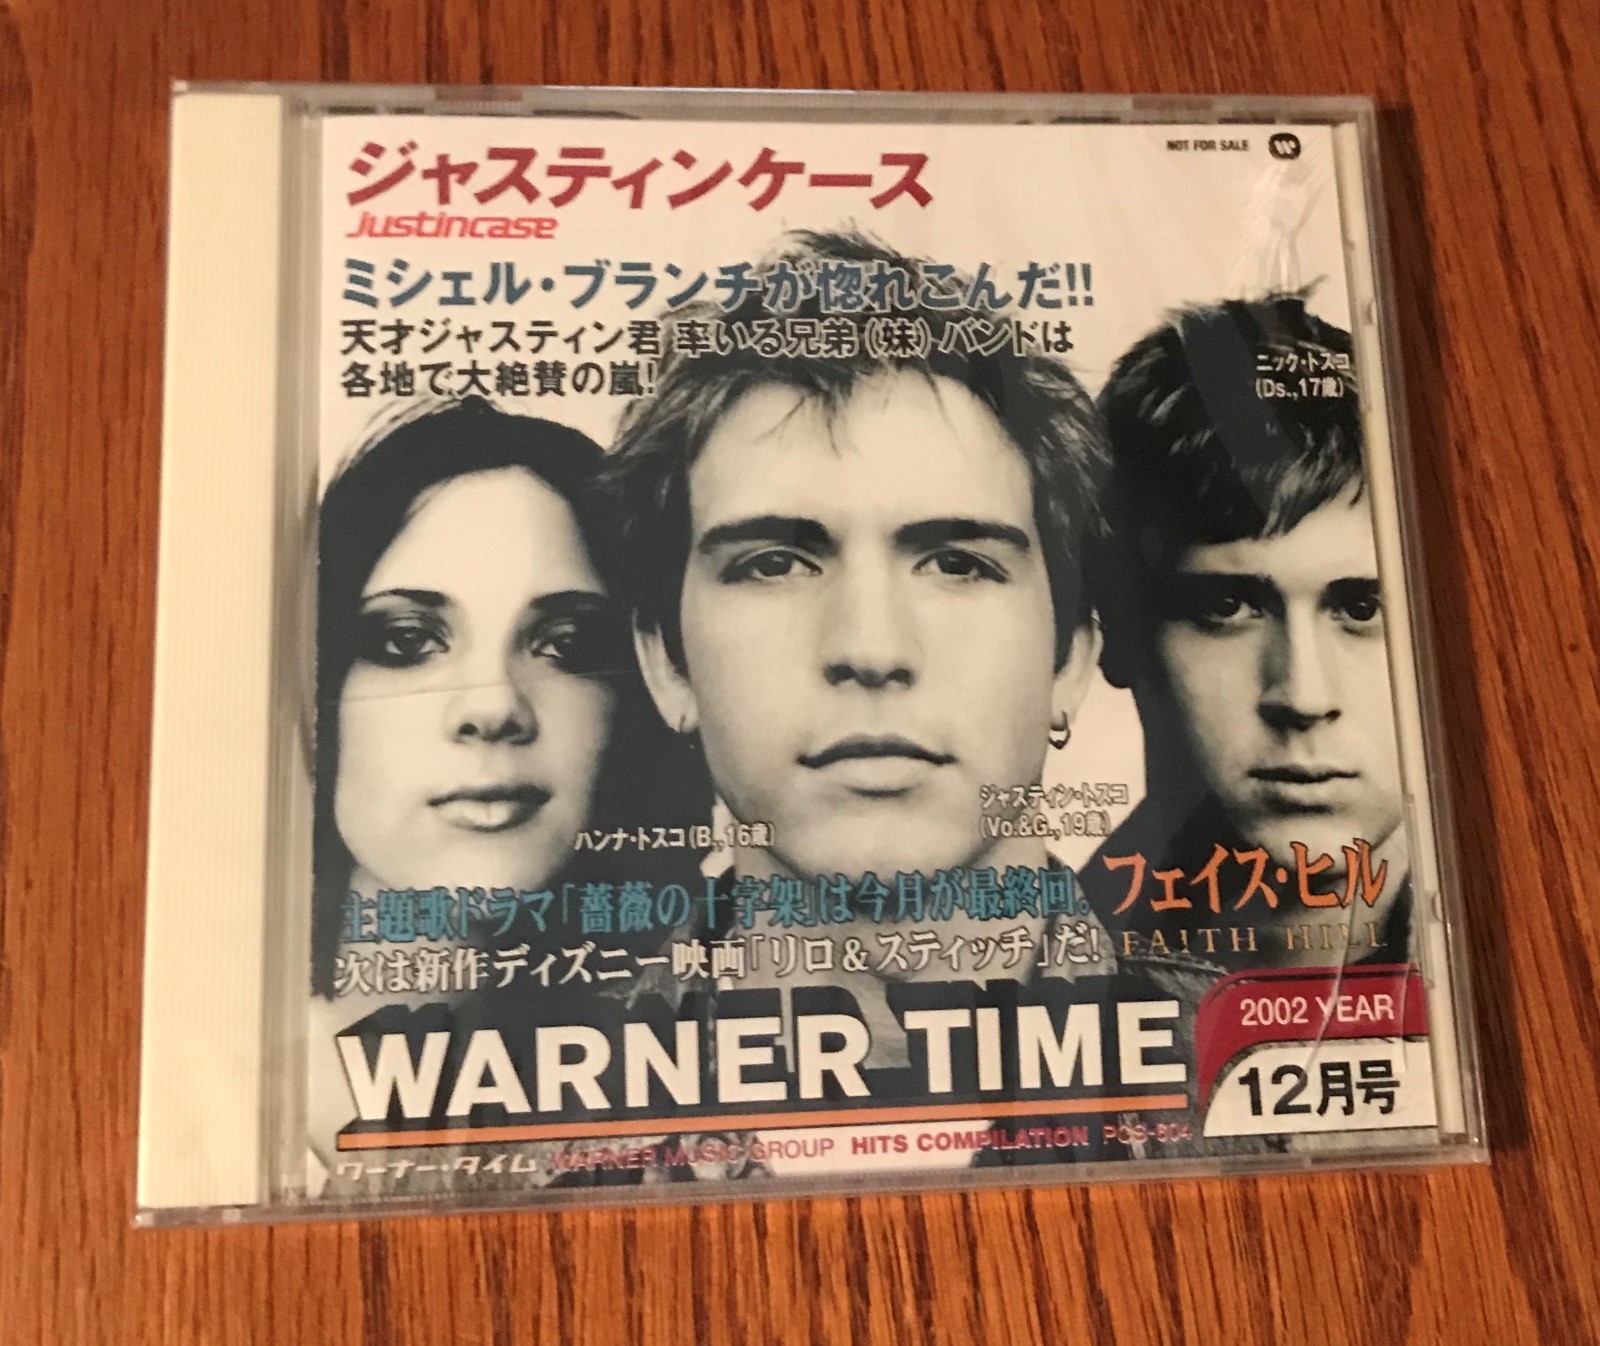 ジャスティンケース
justincase
NOT FOR SALE
ミシェル・ブランチが惚れこんだ!!
天才ジャスティン君 率いる兄弟(妹)バンドは
各地で大絶賛の嵐!
ニック・トスコ
(Ds.,17歳)
ジャスティン・トスコ
(Vo.&G.,19歳)
ハンナ・トスコ(B.,16歳)
主題歌ドラマ「薔薇の十字架」は今月が最終回。
次は新作ディズニー映画「リロ&スティッチ」だ!
フェイス・ヒル
FAITH HILL
WARNER TIME
2002 YEAR
12月号
ワーナー・タイム WARNER MUSIC GROUP HITS COMPILATION PCS-604